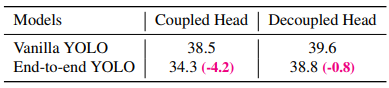 Models Coupled Head Decoupled Head
Vanilla YOLO 38.5 39.6
End-to-end YOLO 34.3 (-4.2) 38.8 (-0.8)